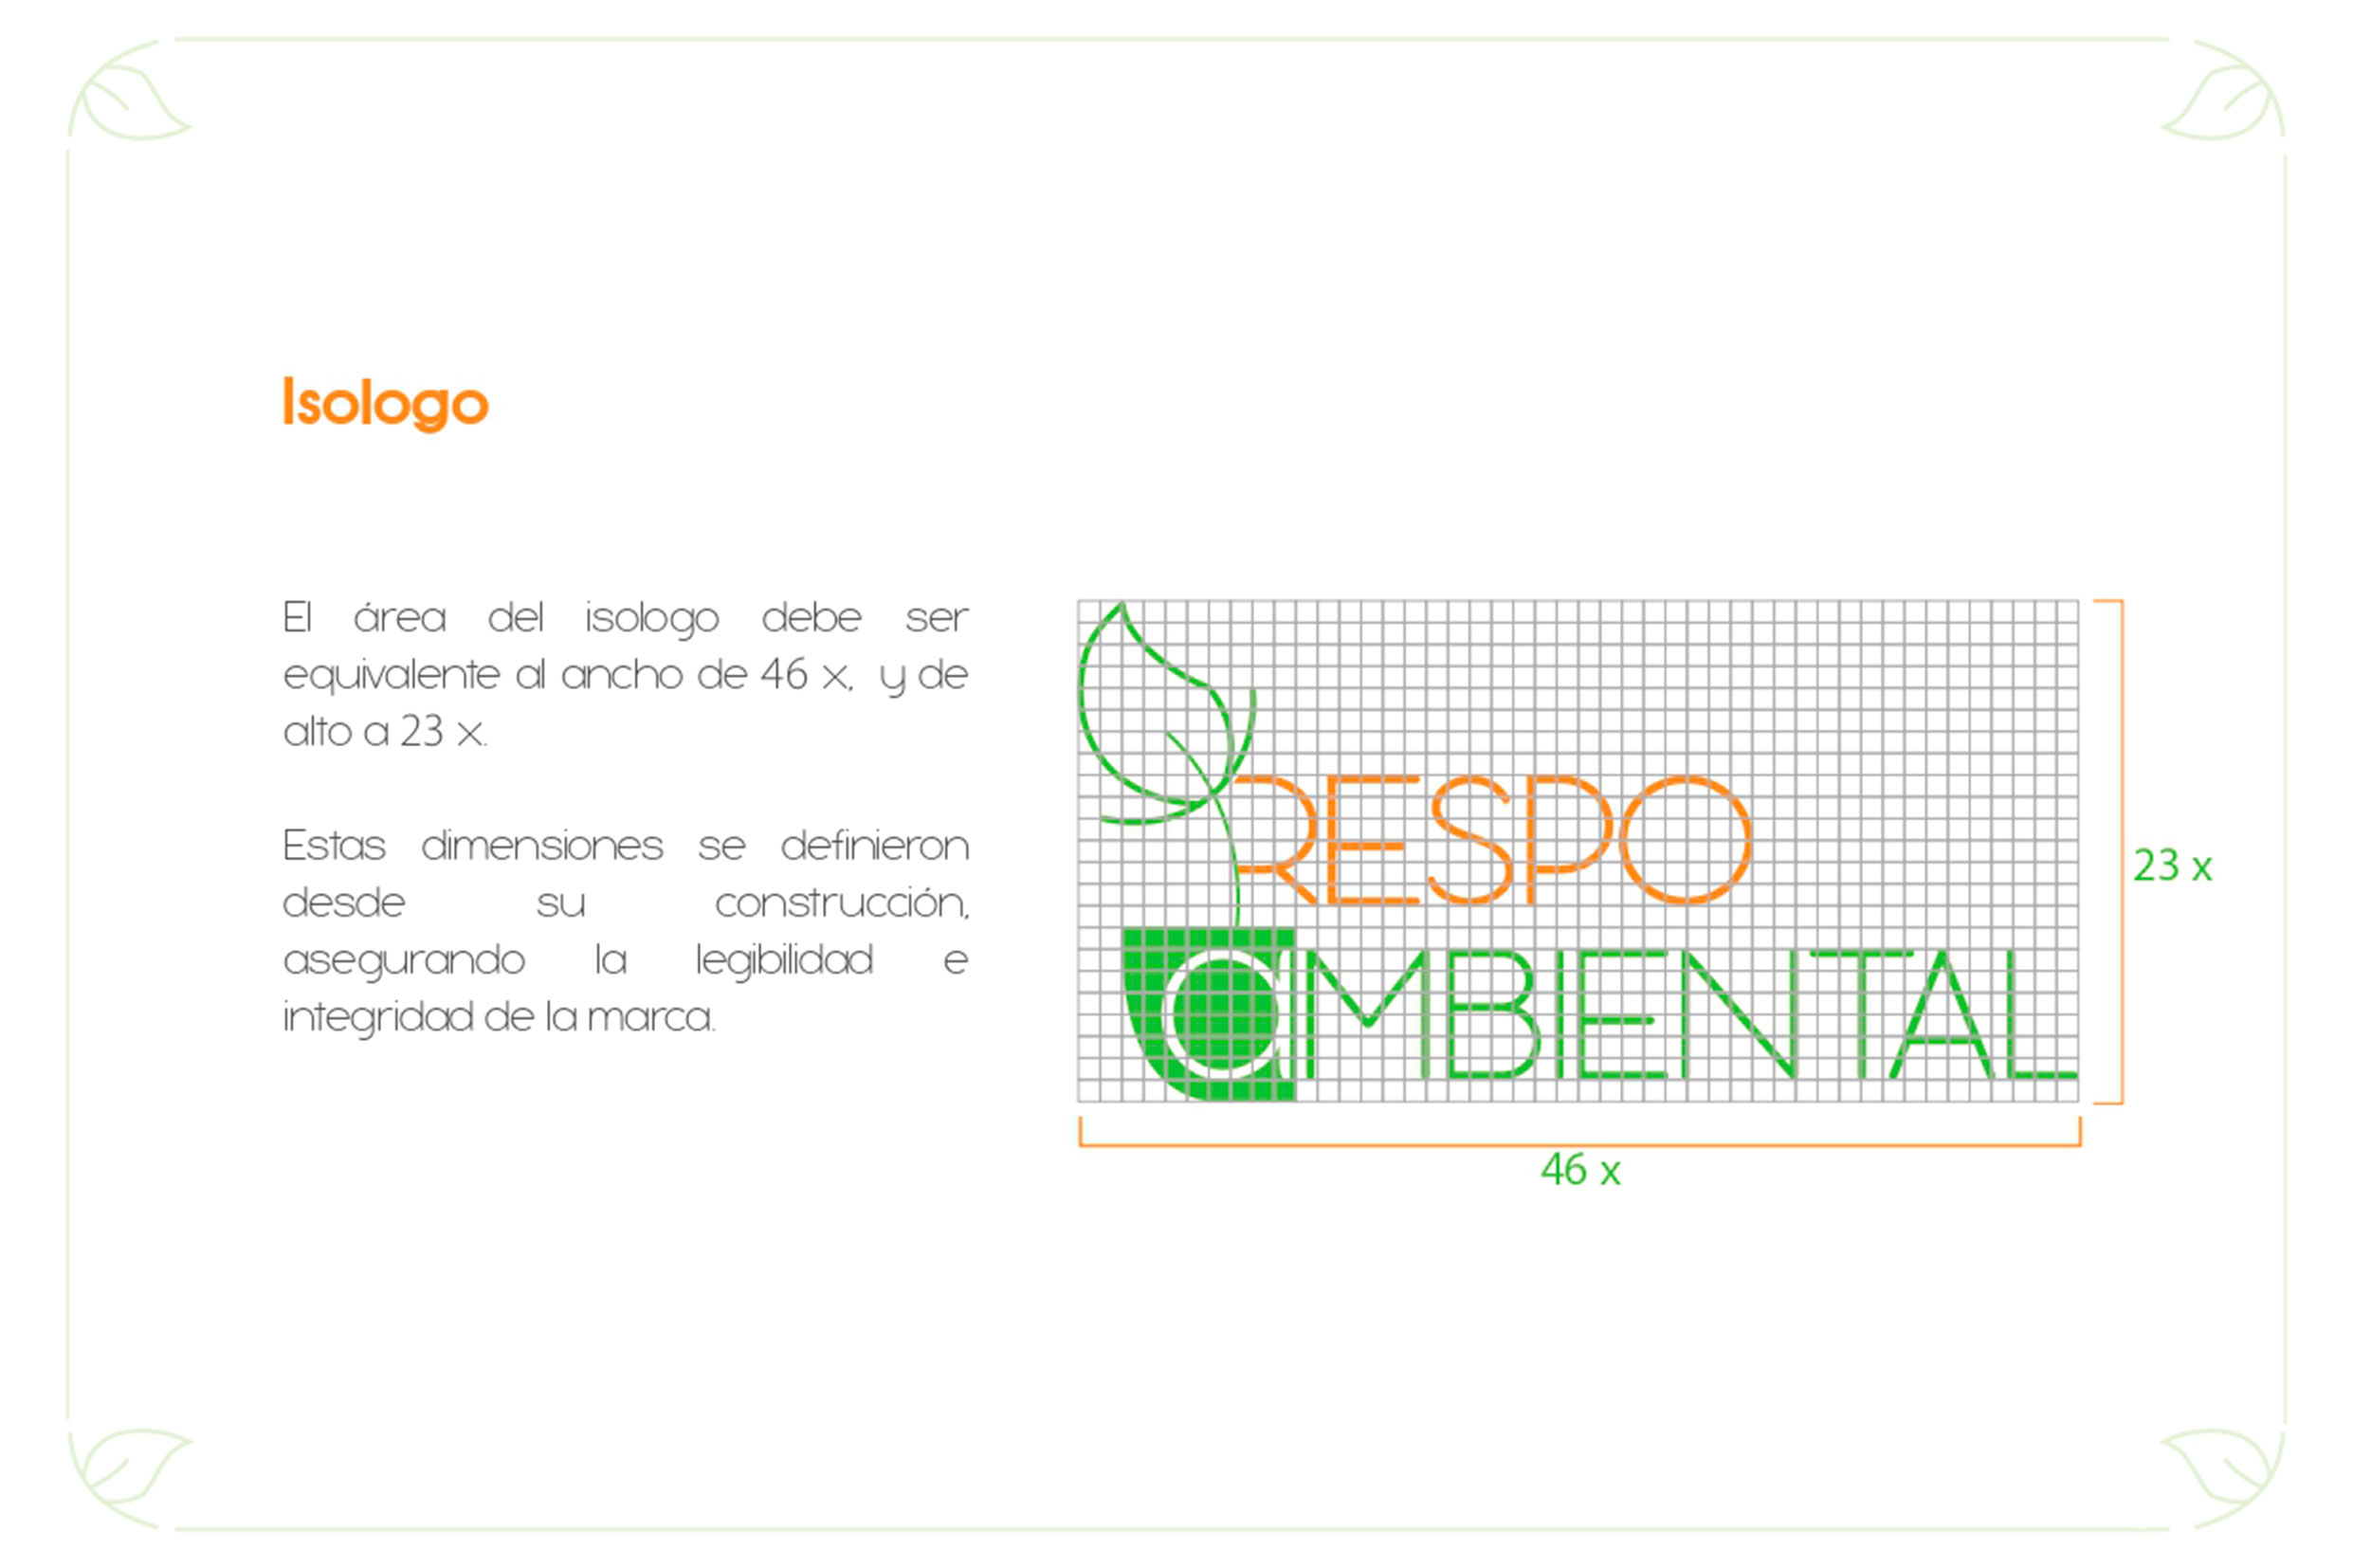 Isologo
El área del isologo debe ser
equivalente al ancho de 46 x, y de
alto a 23 x.
Estas dimensiones se definieron
desde su construcción,
asegurando la legibilidad e
integridad de la marca.
RESPO
aMBIENTAL
23 x
46 x